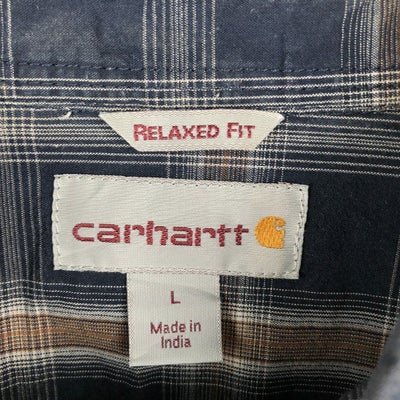 RELAXED FIT
carhartt
L
Made in
India